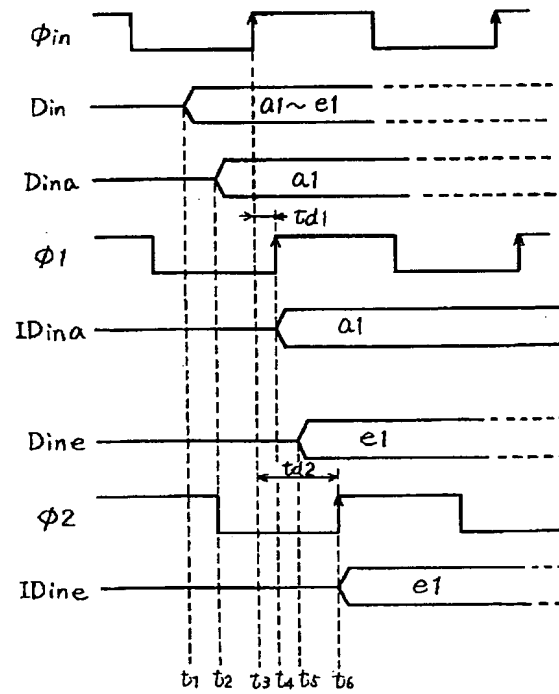 φin
Din
a1~e1
Dina
a1
td1
φ1
IDina
a1
Dine
e1
td2
φ2
IDine
e1
t1 t2 t3 t4 t5 t6